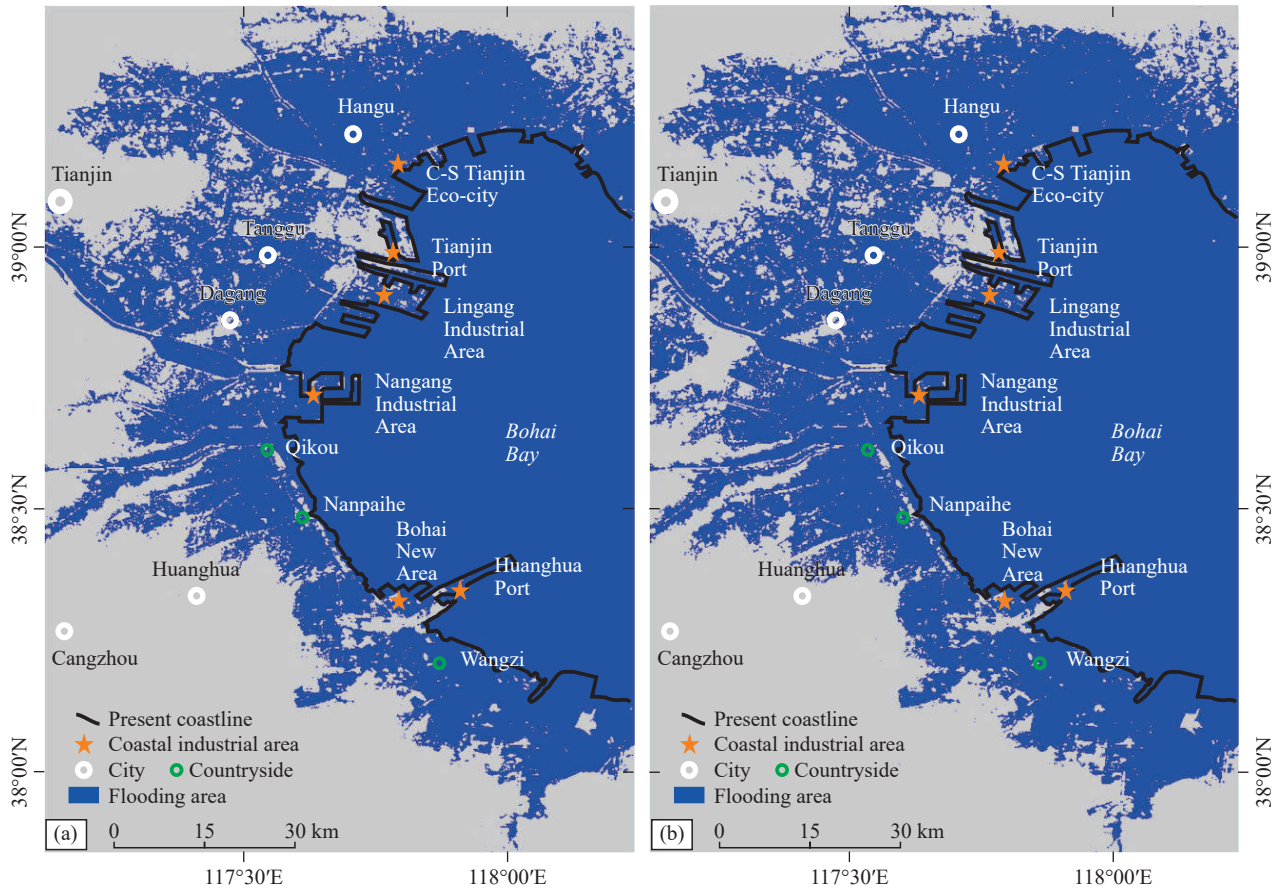 Hangu
Tianjin
C-S Tianjin
Eco-city
Tanggu
Tianjin
Port
Dagang
Lingang
Industrial
Area
Nangang
Industrial
Area
Bohai
Bay
Qikou
Nanpaihe
Bohai
New
Area
Huanghua
Huanghua
Port
Cangzhou
Wangzi
Present coastline
Coastal industrial area
City
Countryside
Flooding area
(a)
0 15 30 km
39°00′N
38°30′N
38°00′N
117°30′E
118°00′E
Hangu
Tianjin
C-S Tianjin
Eco-city
Tanggu
Tianjin
Port
Dagang
Lingang
Industrial
Area
Nangang
Industrial
Area
Bohai
Bay
Qikou
Nanpaihe
Bohai
New
Area
Huanghua
Huanghua
Port
Cangzhou
Wangzi
Present coastline
Coastal industrial area
City
Countryside
Flooding area
(b)
0 15 30 km
39°00′N
38°30′N
38°00′N
117°30′E
118°00′E